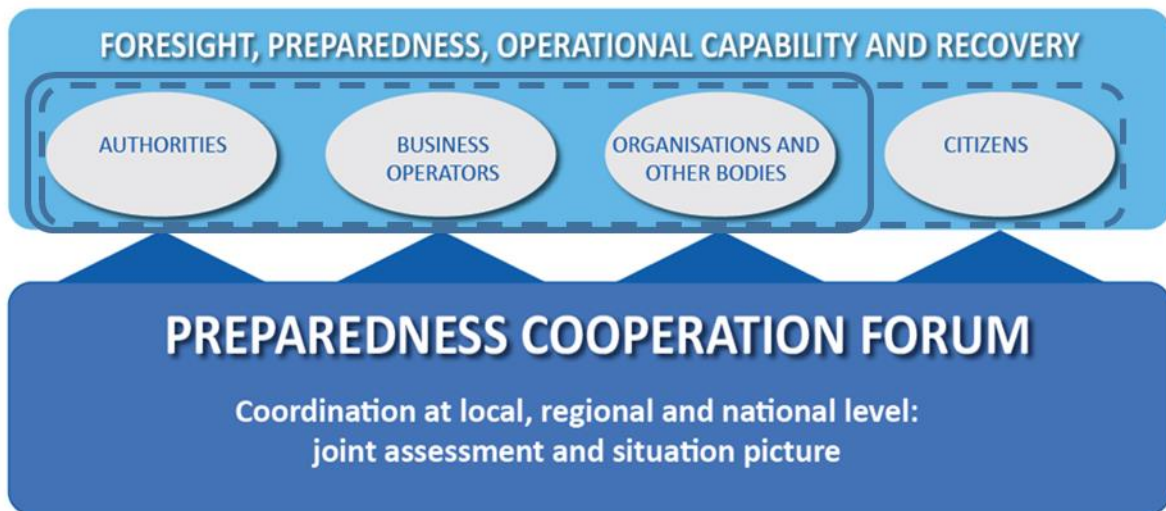 FORESIGHT, PREPAREDNESS, OPERATIONAL CAPABILITY AND RECOVERY
AUTHORITIES
BUSINESS
OPERATORS
ORGANISATIONS AND
OTHER BODIES
CITIZENS
PREPAREDNESS COOPERATION FORUM
Coordination at local, regional and national level:
joint assessment and situation picture